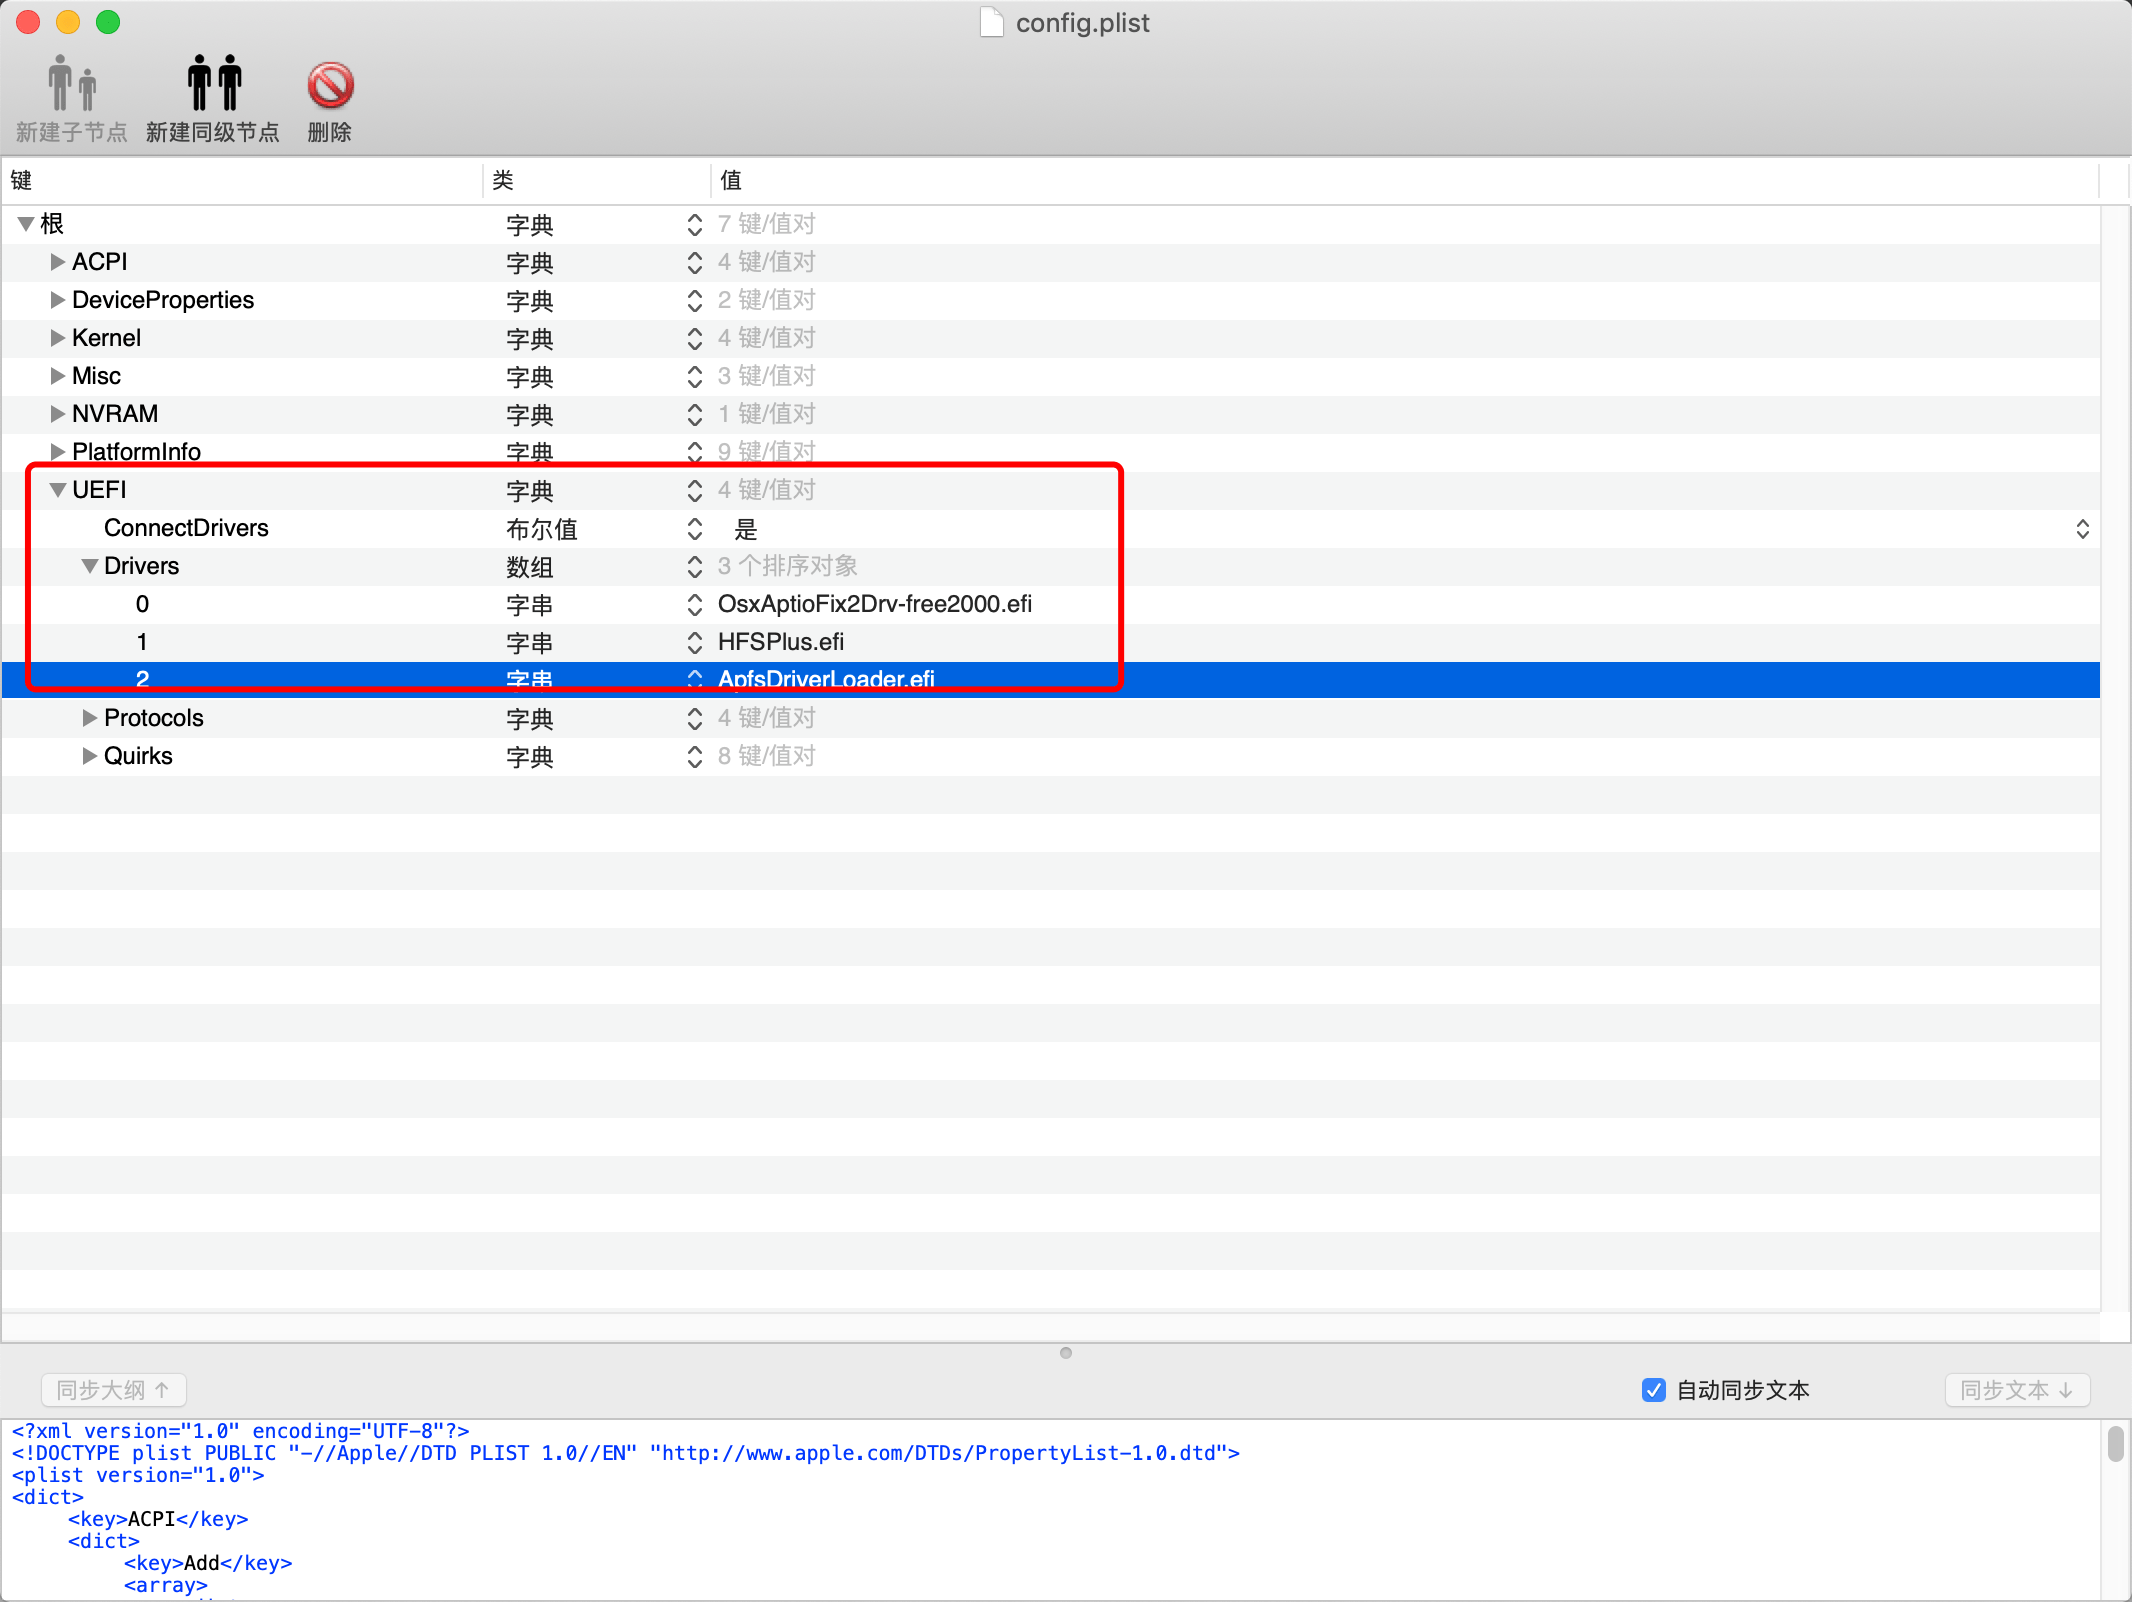 config.plist
新建子节点 新建同级节点 删除
键 类 值
根 字典 7 键/值对
ACPI 字典 4 键/值对
DeviceProperties 字典 2 键/值对
Kernel 字典 4 键/值对
Misc 字典 3 键/值对
NVRAM 字典 1 键/值对
PlatformInfo 字典 9 键/值对
UEFI 字典 4 键/值对
ConnectDrivers 布尔值 是
Drivers 数组 3 个排序对象
0 字串 OsxAptioFix2Drv-free2000.efi
1 字串 HFSPlus.efi
2 字串 ApfsDriverLoader.efi
Protocols 字典 4 键/值对
Quirks 字典 8 键/值对
同步大纲 ↑ 自动同步文本 同步文本 ↓
<?xml version="1.0" encoding="UTF-8"?>
<!DOCTYPE plist PUBLIC "-//Apple//DTD PLIST 1.0//EN" "http://www.apple.com/DTDs/PropertyList-1.0.dtd">
<plist version="1.0">
<dict>
<key>ACPI</key>
<dict>
<key>Add</key>
<array>